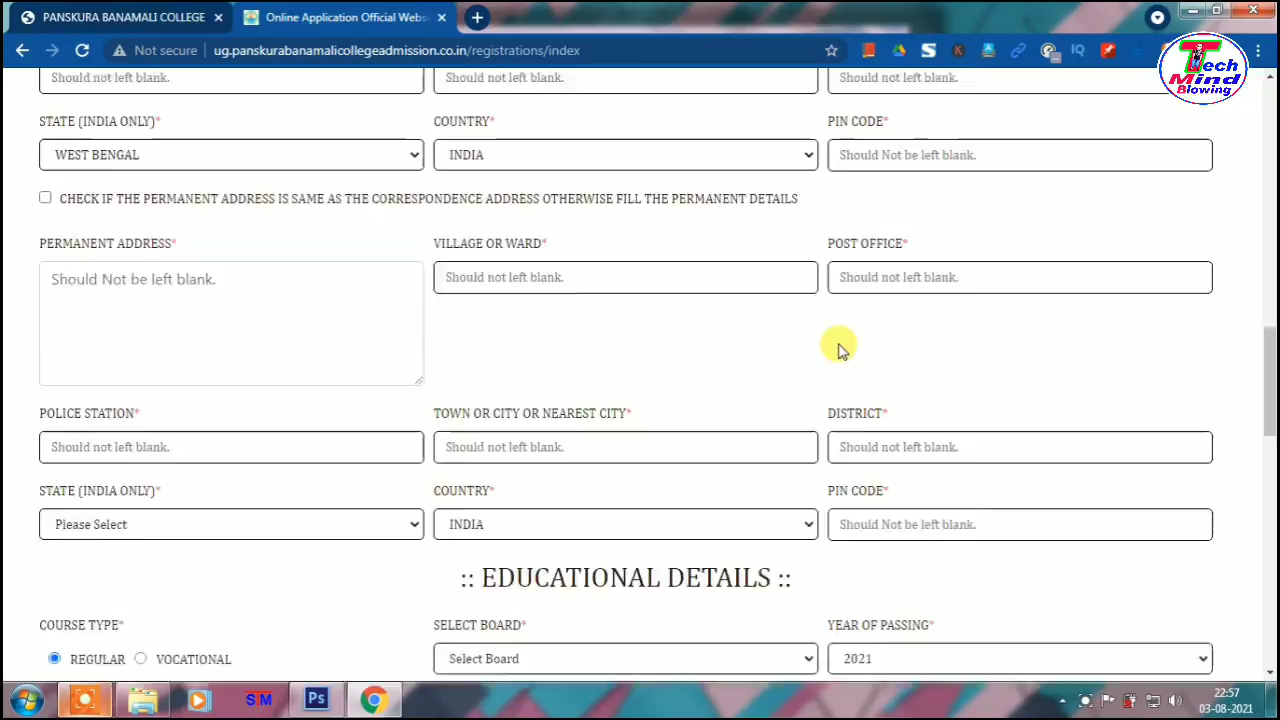 PANSKURA BANAMALI COLLEGE
Online Application Official Webs
Not secure
ug.panskurabanamalicollegeadmission.co.in/registrations/index
IQ
Tech
Mind
Blowing
Should not left blank.
Should not left blank.
Should not left blank.
STATE (INDIA ONLY)*
COUNTRY*
PIN CODE*
WEST BENGAL
INDIA
Should Not be left blank.
CHECK IF THE PERMANENT ADDRESS IS SAME AS THE CORRESPONDENCE ADDRESS OTHERWISE FILL THE PERMANENT DETAILS
PERMANENT ADDRESS*
VILLAGE OR WARD*
POST OFFICE*
Should Not be left blank.
Should not left blank.
Should not left blank.
POLICE STATION*
TOWN OR CITY OR NEAREST CITY*
DISTRICT*
Should not left blank.
Should not left blank.
Should not left blank.
STATE (INDIA ONLY)*
COUNTRY*
PIN CODE*
Please Select
INDIA
Should Not be left blank.
:: EDUCATIONAL DETAILS ::
COURSE TYPE*
SELECT BOARD*
YEAR OF PASSING*
REGULAR
VOCATIONAL
Select Board
2021
SM
Ps
22:57
03-08-2021